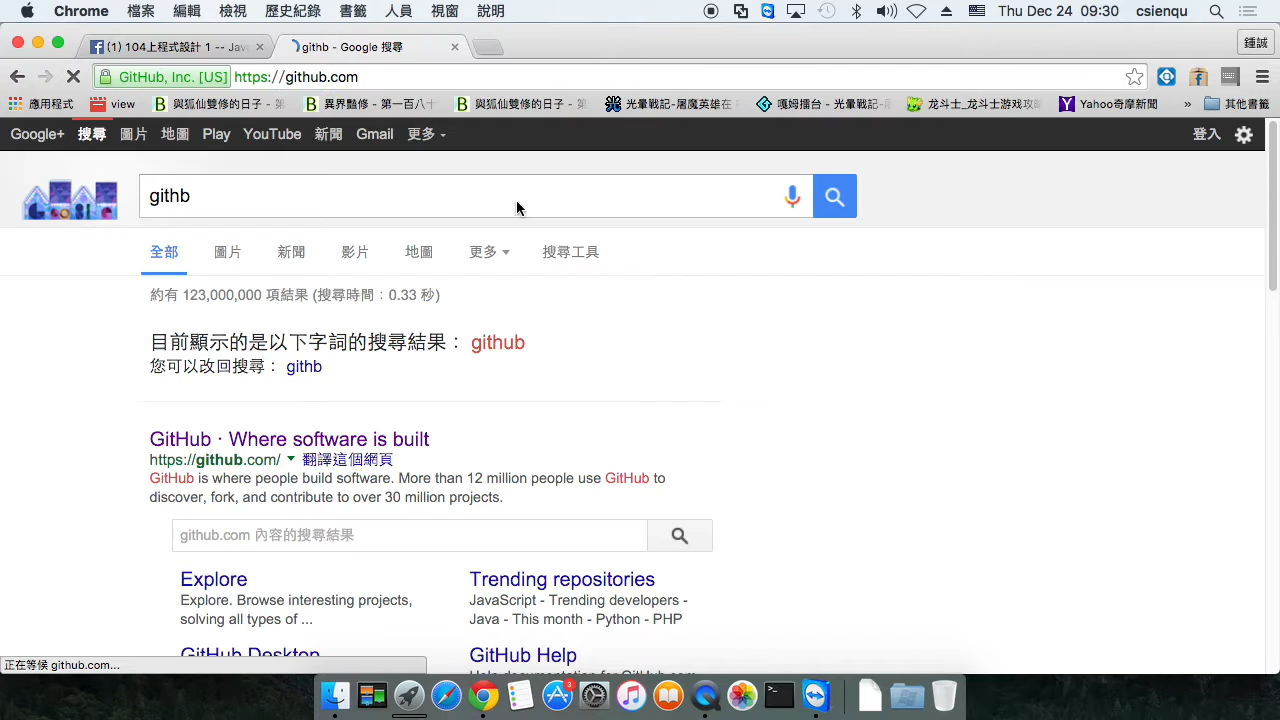 Chrome 檔案 編輯 檢視 歷史紀錄 書籤 人員 視窗 說明 Thu Dec 24 09:30 csienqu
(1) 104上程式設計 1 -- Jav githb - Google 搜尋 鍾誠
GitHub, Inc. [US] https://github.com
應用程式 view 與狐仙雙修的日子 - 第 異界豔修 - 第一百八十 與狐仙雙修的日子 - 第 光暈戰記-屠魔英雄在 - 光暈戰記- 龙斗士_龙斗士游戏攻略 Yahoo奇摩新聞 » 其他書籤
Google+ 搜尋 圖片 地圖 Play YouTube 新聞 Gmail 更多 登入
Google
githb
全部 圖片 新聞 影片 地圖 更多 搜尋工具
約有 123,000,000 項結果 (搜尋時間：0.33 秒)
目前顯示的是以下字詞的搜尋結果： github
您可以改回搜尋： githb
GitHub · Where software is built
https://github.com/ 翻譯這個網頁
GitHub is where people build software. More than 12 million people use GitHub to
discover, fork, and contribute to over 30 million projects.
github.com 內容的搜尋結果
Explore Trending repositories
Explore. Browse interesting projects, JavaScript - Trending developers -
solving all types of ... Java - This month - Python - PHP
GitHub Desktop GitHub Help
正在等候 github.com...
3